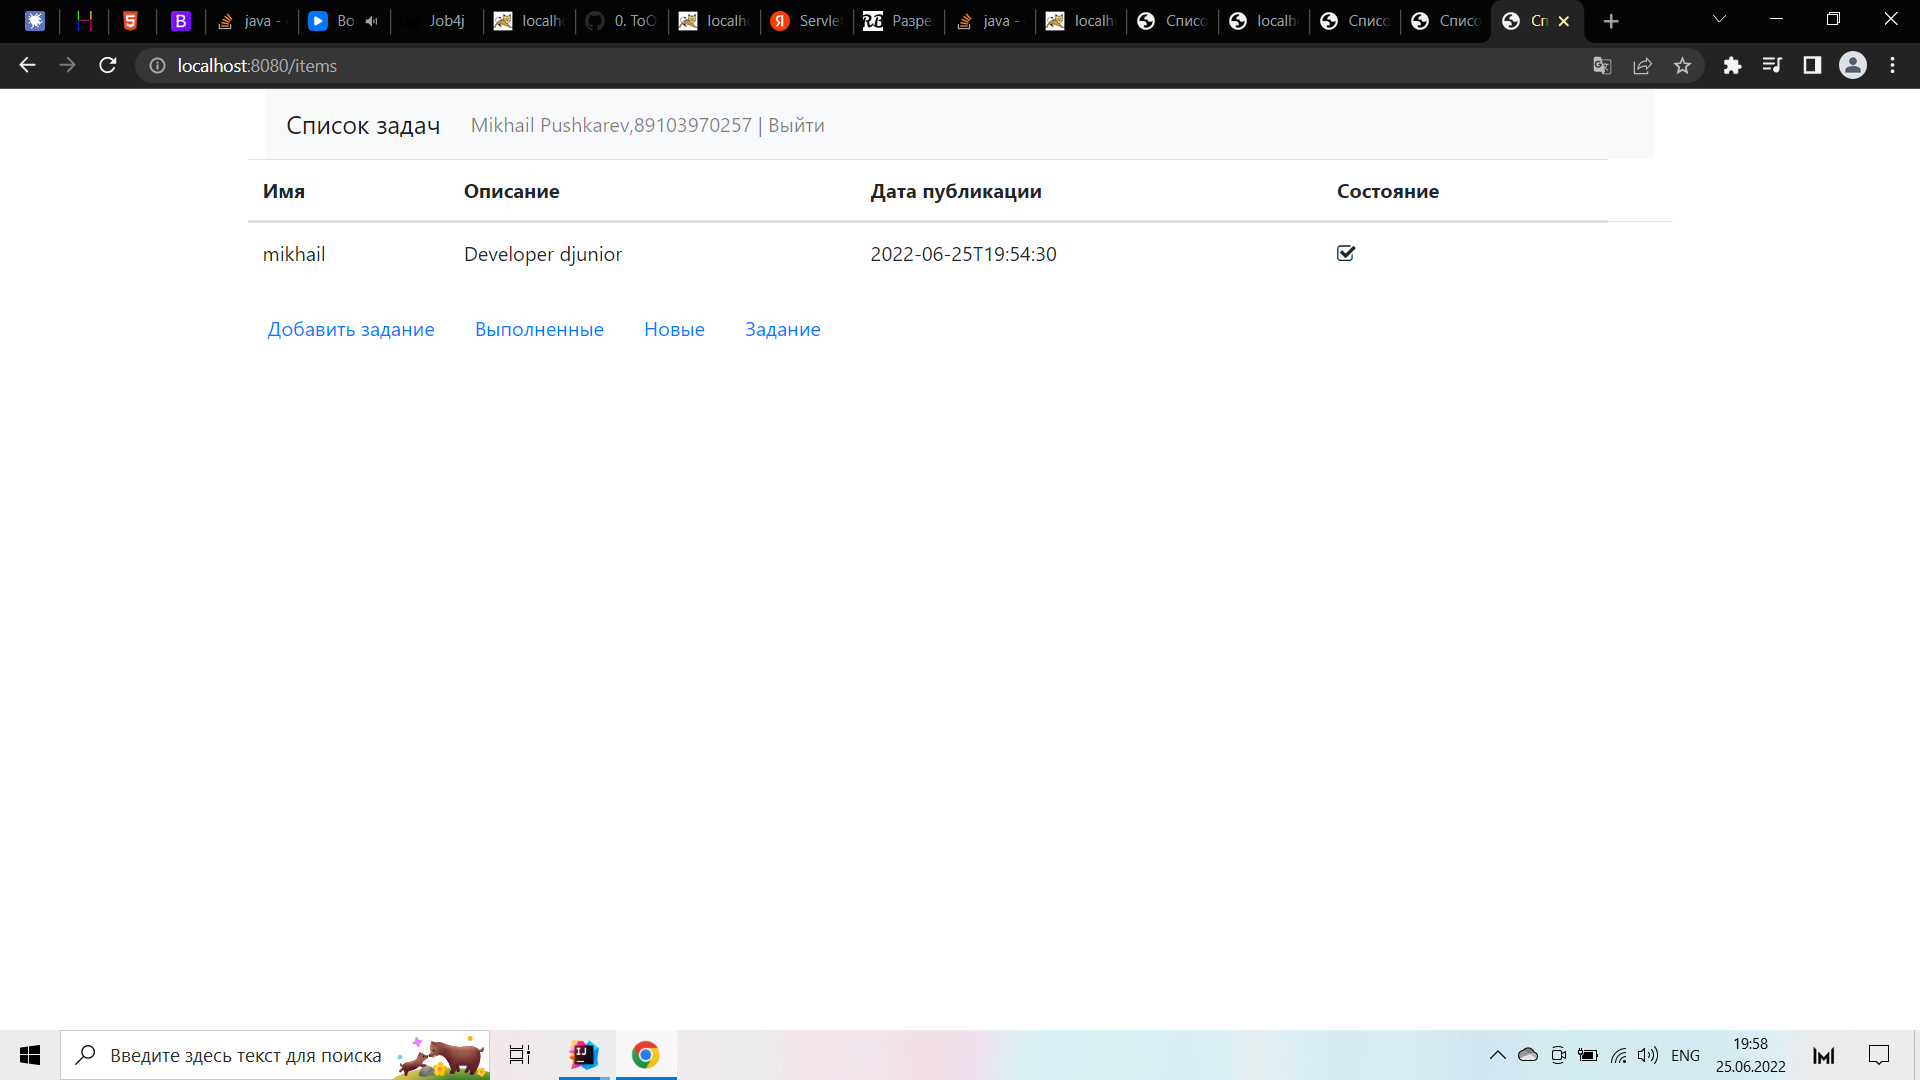 java -
Bo
Job4j
localh
0. ToO
localh
Servle
Разре
java -
localh
Списо
localh
Списо
Списо
Сп
localhost:8080/items
Список задач Mikhail Pushkarev,89103970257 | Выйти
Имя Описание Дата публикации Состояние
mikhail Developer djunior 2022-06-25T19:54:30
Добавить задание Выполненные Новые Задание
Введите здесь текст для поиска
ENG
19:58
25.06.2022